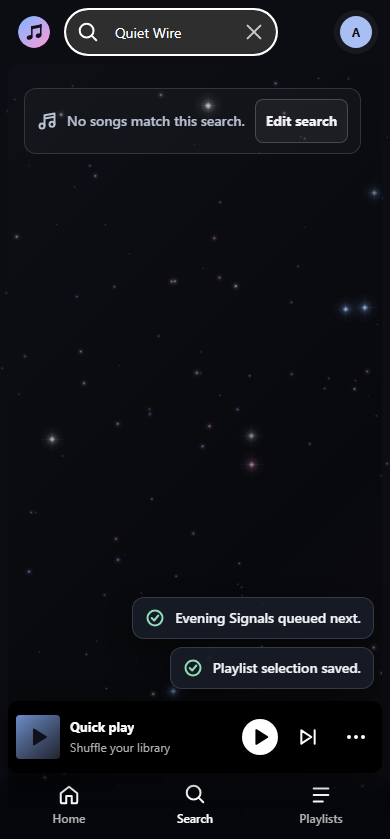 Quiet Wire
A
No songs match this search.
Edit search
Evening Signals queued next.
Playlist selection saved.
Quick play
Shuffle your library
Home
Search
Playlists